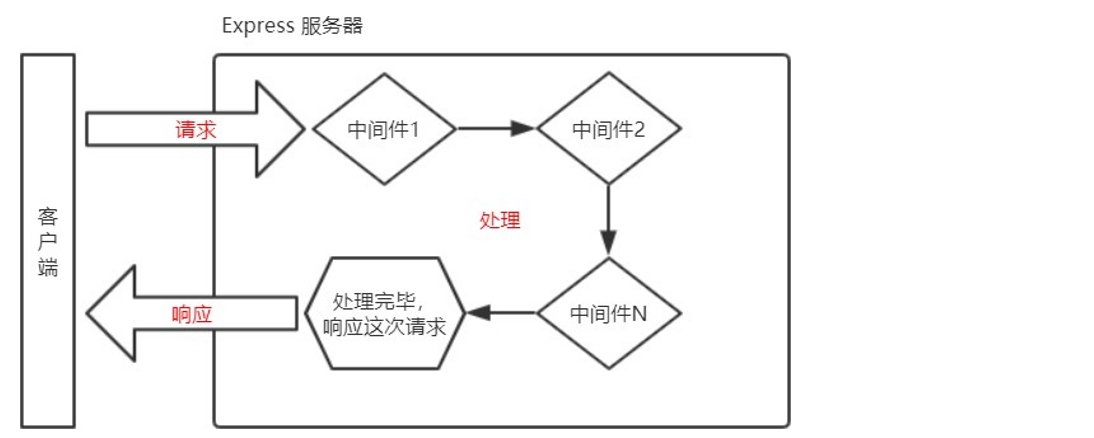 Express 服务器
客户端
请求
中间件1
中间件2
处理
响应
处理完毕，
响应这次请求
中间件N